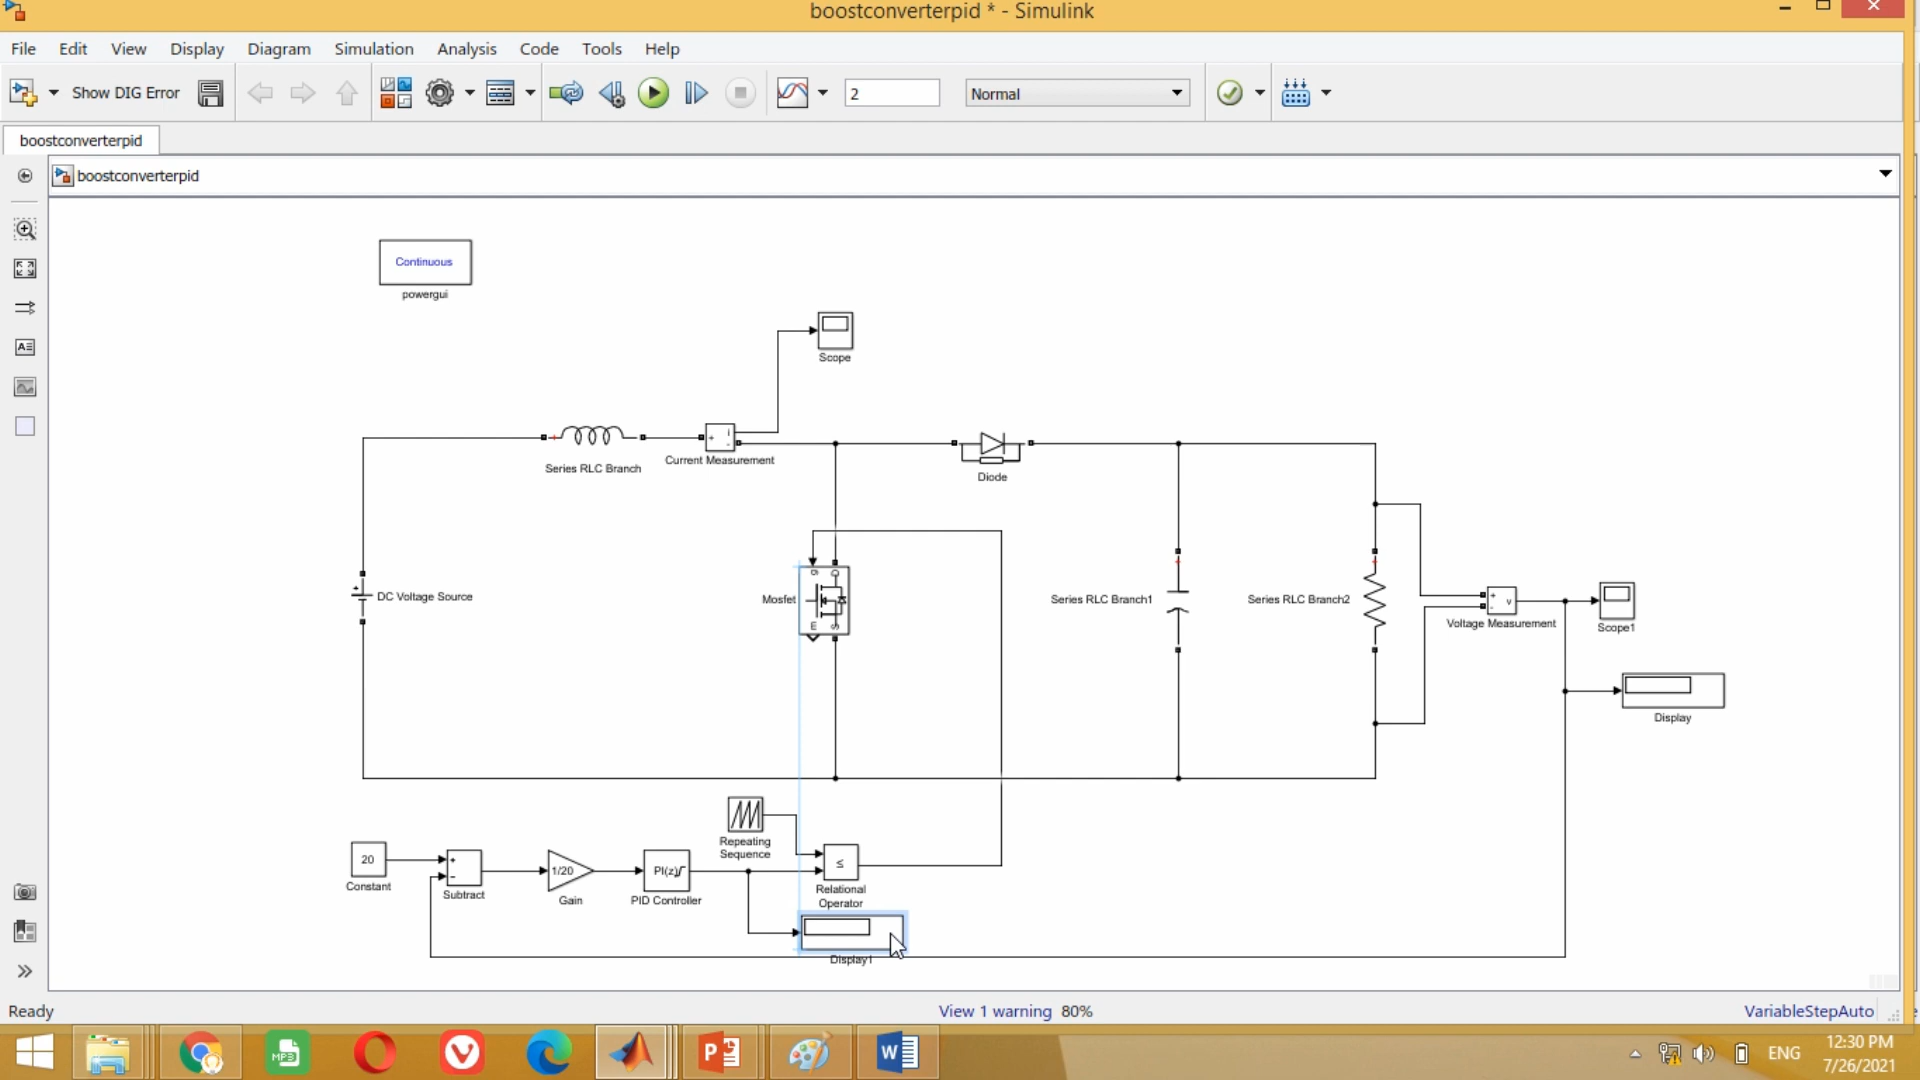 boostconverterpid * - Simulink
File Edit View Display Diagram Simulation Analysis Code Tools Help
Show DIG Error 2 Normal
boostconverterpid
boostconverterpid
Continuous
powergui
Scope
i
+
-
Series RLC Branch
Current Measurement
Diode
DC Voltage Source
Mosfet
g D
m S
Series RLC Branch1
Series RLC Branch2
+
-
v
Voltage Measurement
Scope1
Display
Repeating
Sequence
20
Constant
+
-
Subtract
1/20
Gain
PI(z)
PID Controller
≤
Relational
Operator
Display1
Ready View 1 warning 80% VariableStepAuto
MP3
ENG
12:30 PM
7/26/2021